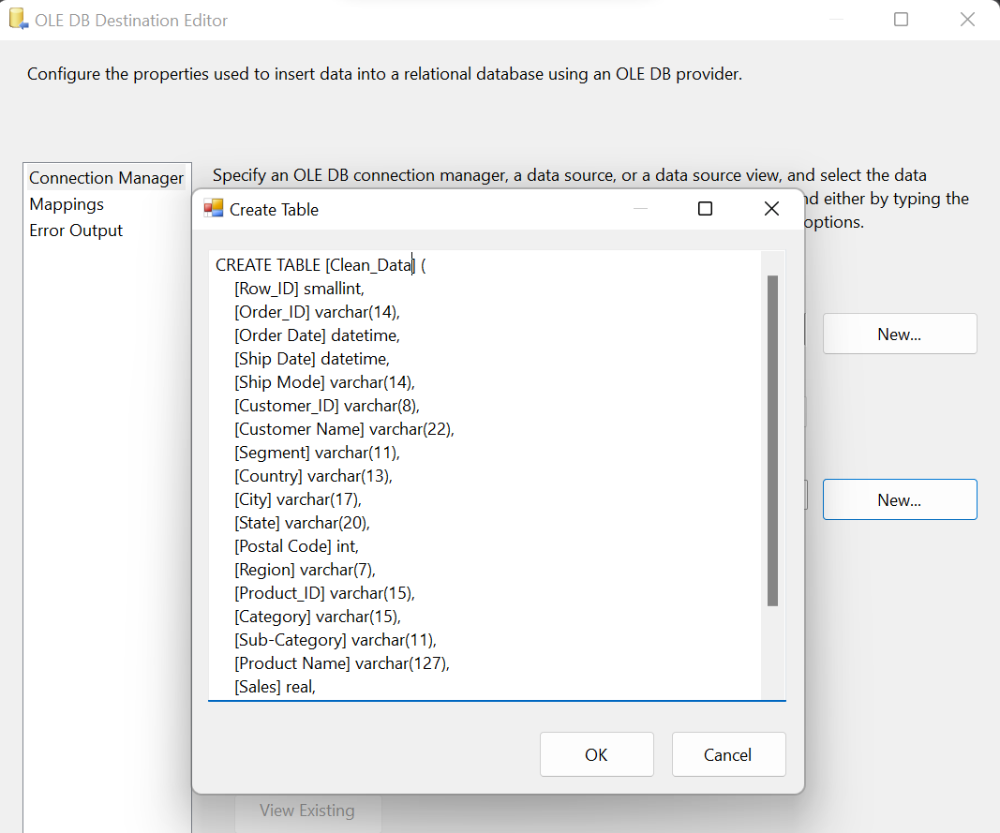 OLE DB Destination Editor
Configure the properties used to insert data into a relational database using an OLE DB provider.
Connection Manager
Mappings
Error Output
Specify an OLE DB connection manager, a data source, or a data source view, and select the data
nd either by typing the
options.
Create Table
CREATE TABLE [Clean_Data] (
[Row_ID] smallint,
[Order_ID] varchar(14),
[Order Date] datetime,
[Ship Date] datetime,
[Ship Mode] varchar(14),
[Customer_ID] varchar(8),
[Customer Name] varchar(22),
[Segment] varchar(11),
[Country] varchar(13),
[City] varchar(17),
[State] varchar(20),
[Postal Code] int,
[Region] varchar(7),
[Product_ID] varchar(15),
[Category] varchar(15),
[Sub-Category] varchar(11),
[Product Name] varchar(127),
[Sales] real,
New...
New...
OK
Cancel
View Existing